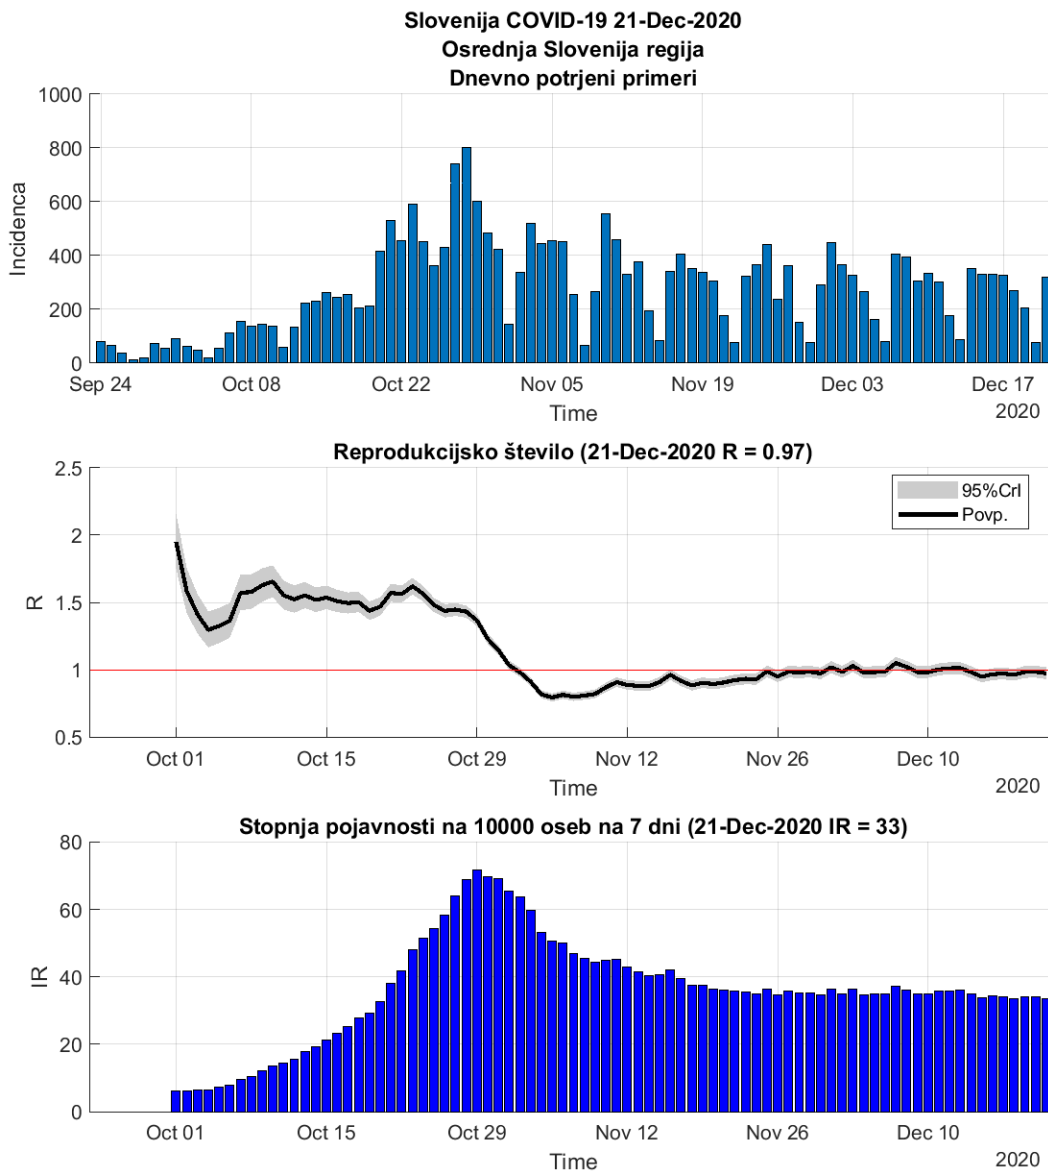 Slovenija COVID-19 21-Dec-2020
Osrednja Slovenija regija
Dnevno potrjeni primeri
1000
800
600
400
200
0
Incidenca
Sep 24 Oct 08 Oct 22 Nov 05 Nov 19 Dec 03 Dec 17
Time
2020
Reprodukcijsko število (21-Dec-2020 R = 0.97)
2.5
2
1.5
1
0.5
R
95%CrI
Povp.
Oct 01 Oct 15 Oct 29 Nov 12 Nov 26 Dec 10
Time
2020
Stopnja pojavnosti na 10000 oseb na 7 dni (21-Dec-2020 IR = 33)
80
60
40
20
0
IR
Oct 01 Oct 15 Oct 29 Nov 12 Nov 26 Dec 10
Time
2020